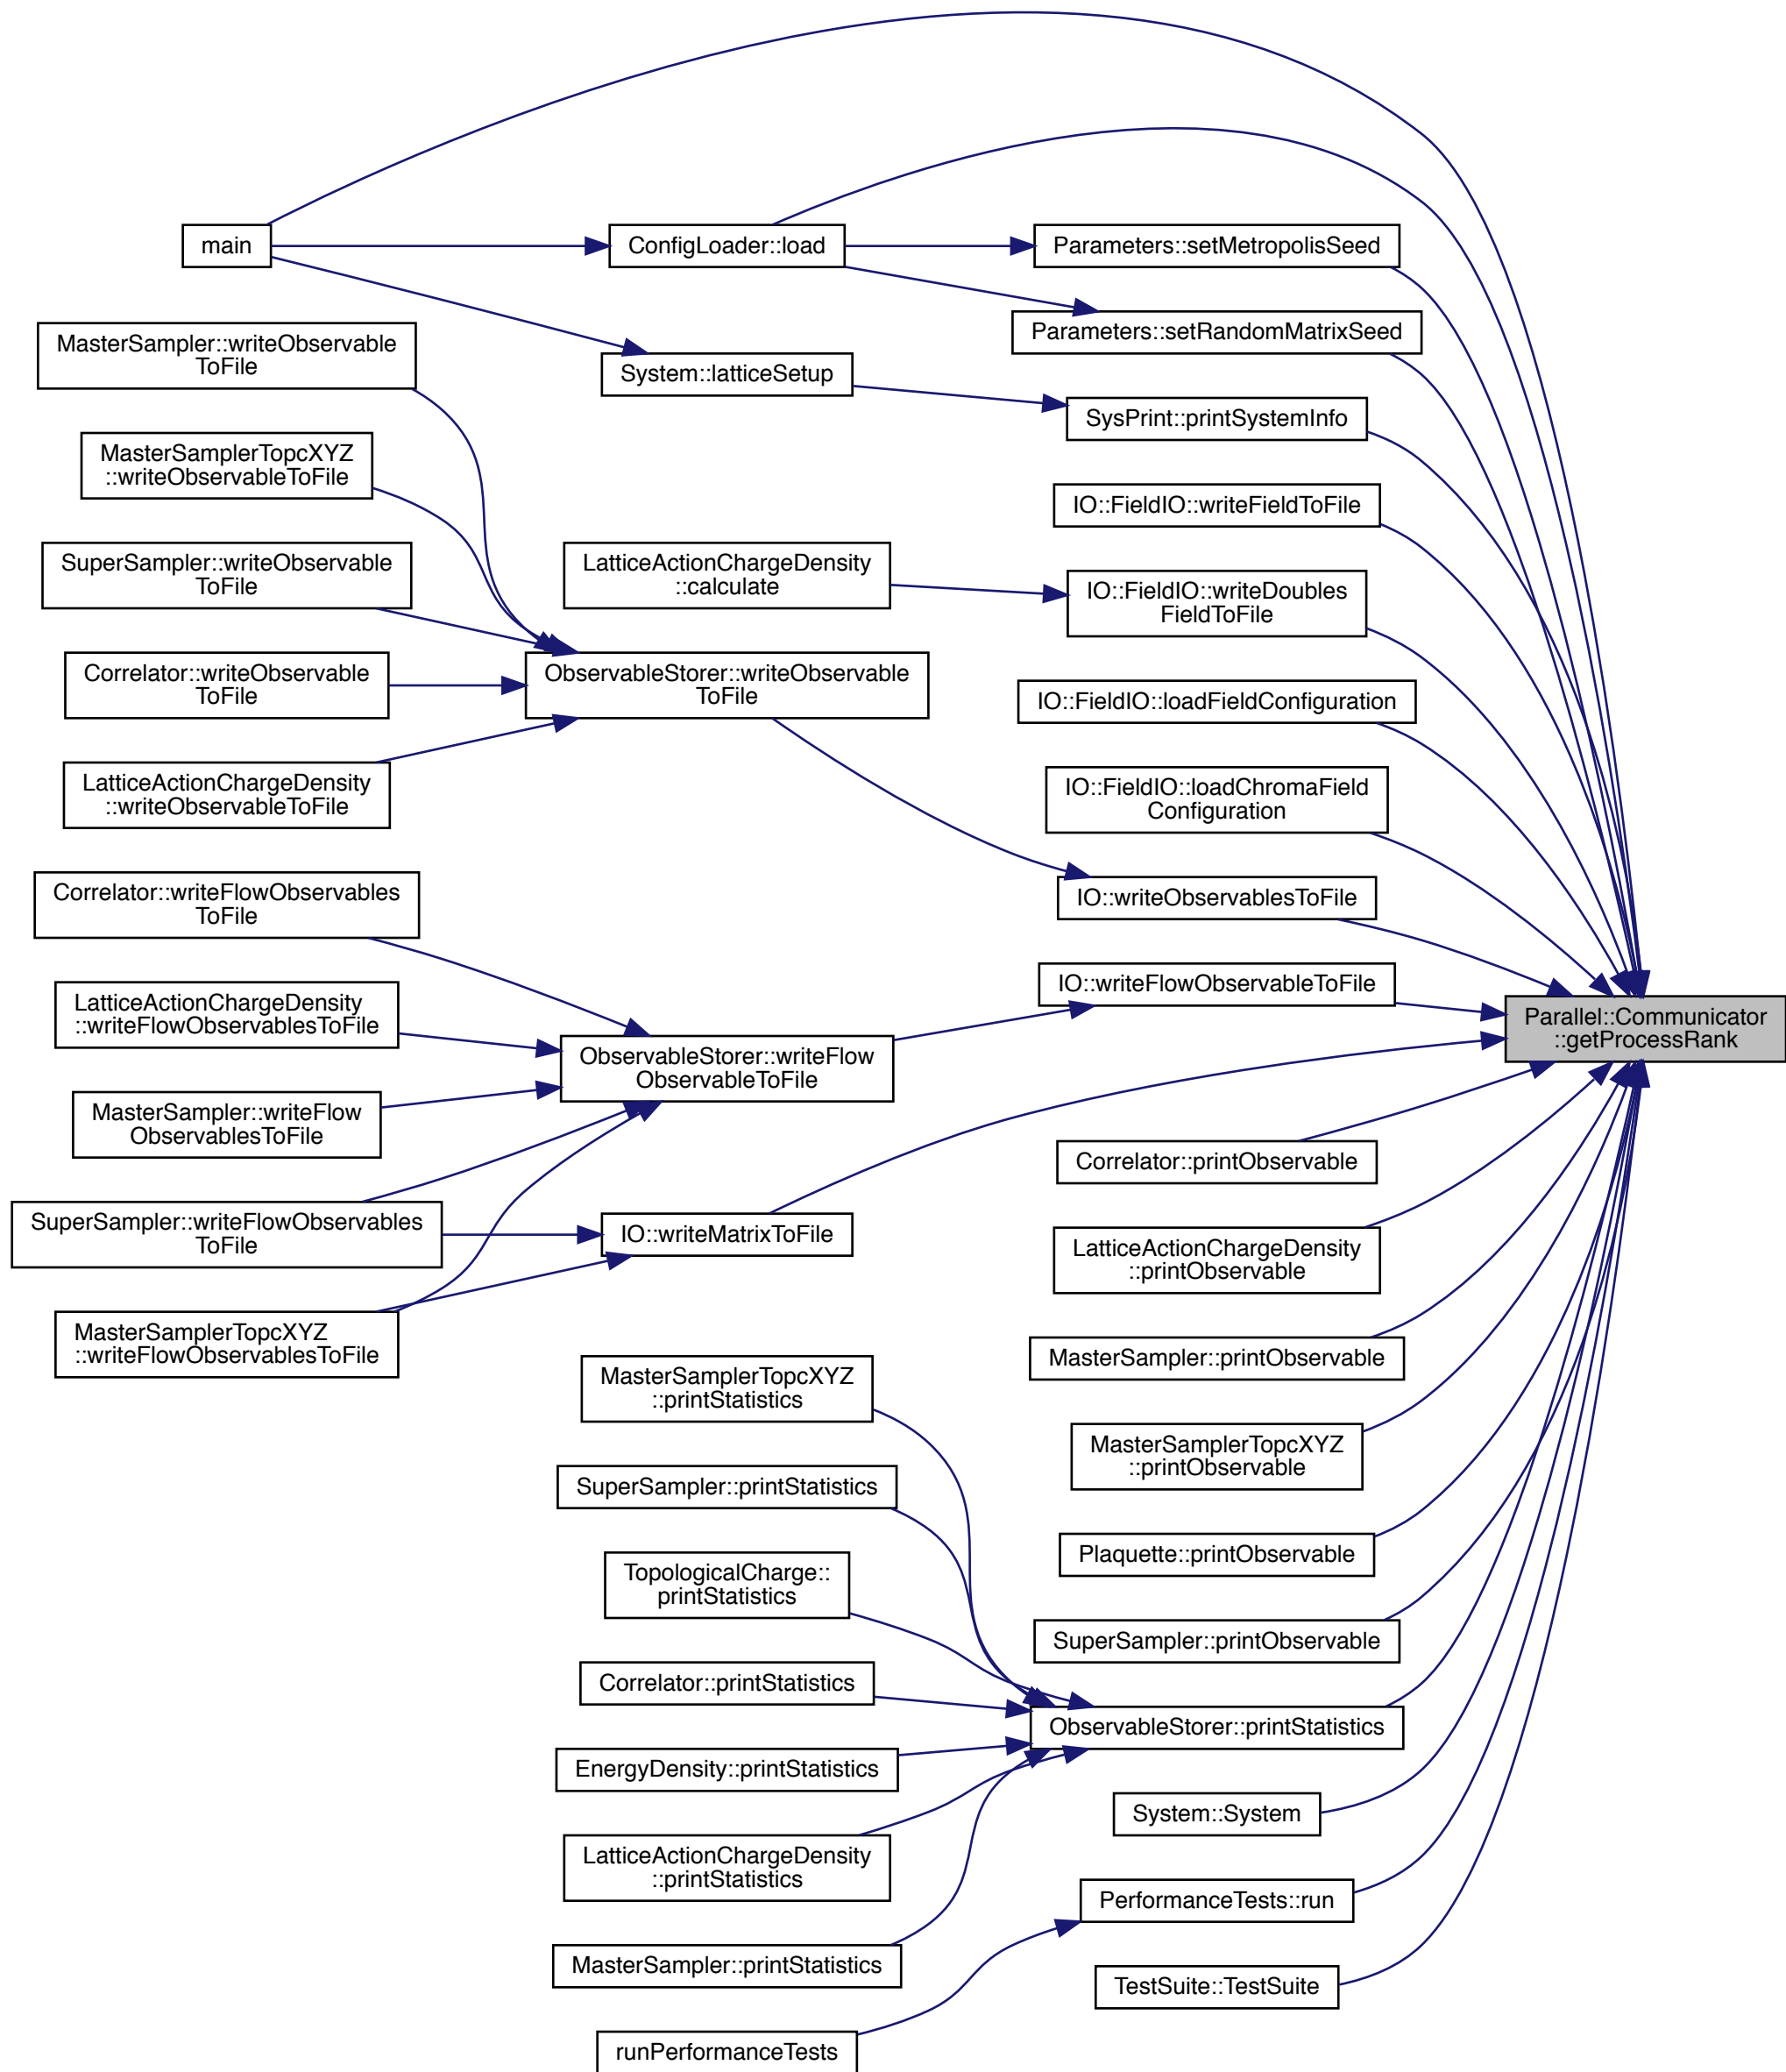 main
ConfigLoader::load
Parameters::setMetropolisSeed
Parameters::setRandomMatrixSeed
MasterSampler::writeObservable
ToFile
System::latticeSetup
SysPrint::printSystemInfo
MasterSamplerTopcXYZ
::writeObservableToFile
IO::FieldIO::writeFieldToFile
SuperSampler::writeObservable
ToFile
LatticeActionChargeDensity
::calculate
IO::FieldIO::writeDoubles
FieldToFile
Correlator::writeObservable
ToFile
ObservableStorer::writeObservable
ToFile
IO::FieldIO::loadFieldConfiguration
LatticeActionChargeDensity
::writeObservableToFile
IO::FieldIO::loadChromaField
Configuration
Correlator::writeFlowObservables
ToFile
IO::writeObservablesToFile
LatticeActionChargeDensity
::writeFlowObservablesToFile
IO::writeFlowObservableToFile
Parallel::Communicator
::getProcessRank
ObservableStorer::writeFlow
ObservableToFile
MasterSampler::writeFlow
ObservablesToFile
Correlator::printObservable
SuperSampler::writeFlowObservables
ToFile
IO::writeMatrixToFile
LatticeActionChargeDensity
::printObservable
MasterSamplerTopcXYZ
::writeFlowObservablesToFile
MasterSampler::printObservable
MasterSamplerTopcXYZ
::printStatistics
MasterSamplerTopcXYZ
::printObservable
SuperSampler::printStatistics
Plaquette::printObservable
TopologicalCharge::
printStatistics
SuperSampler::printObservable
Correlator::printStatistics
ObservableStorer::printStatistics
EnergyDensity::printStatistics
System::System
LatticeActionChargeDensity
::printStatistics
PerformanceTests::run
MasterSampler::printStatistics
TestSuite::TestSuite
runPerformanceTests